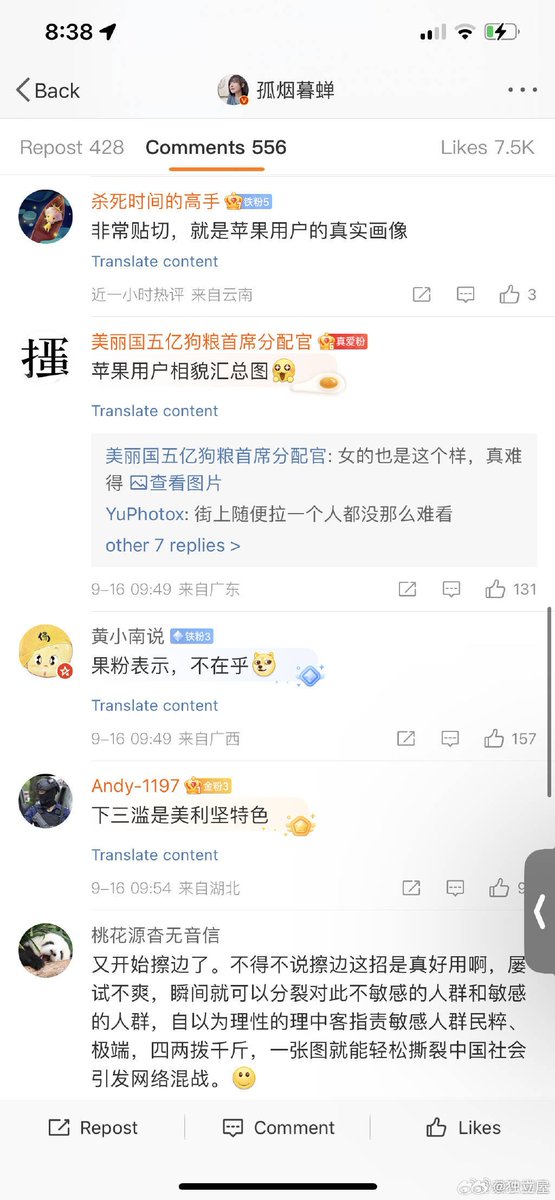 8:38
Back
孤烟暮蝉
Repost 428
Comments 556
Likes 7.5K
杀死时间的高手 铁粉5
非常贴切，就是苹果用户的真实画像
Translate content
近一小时热评 来自云南
3
美丽国五亿狗粮首席分配官 真爱粉
苹果用户相貌汇总图
Translate content
美丽国五亿狗粮首席分配官: 女的也是这个样，真难
得 查看图片
YuPhotox: 街上随便拉一个人都没那么难看
other 7 replies >
9-16 09:49 来自广东
131
黄小南说 铁粉3
果粉表示，不在乎
Translate content
9-16 09:49 来自广西
157
Andy-1197 金粉3
下三滥是美利坚特色
Translate content
9-16 09:54 来自湖北
桃花源杳无音信
又开始擦边了。不得不说擦边这招是真好用啊，屡
试不爽，瞬间就可以分裂对此不敏感的人群和敏感
的人群，自以为理性的理中客指责敏感人群民粹、
极端，四两拨千斤，一张图就能轻松撕裂中国社会
引发网络混战。
Repost
Comment
Likes